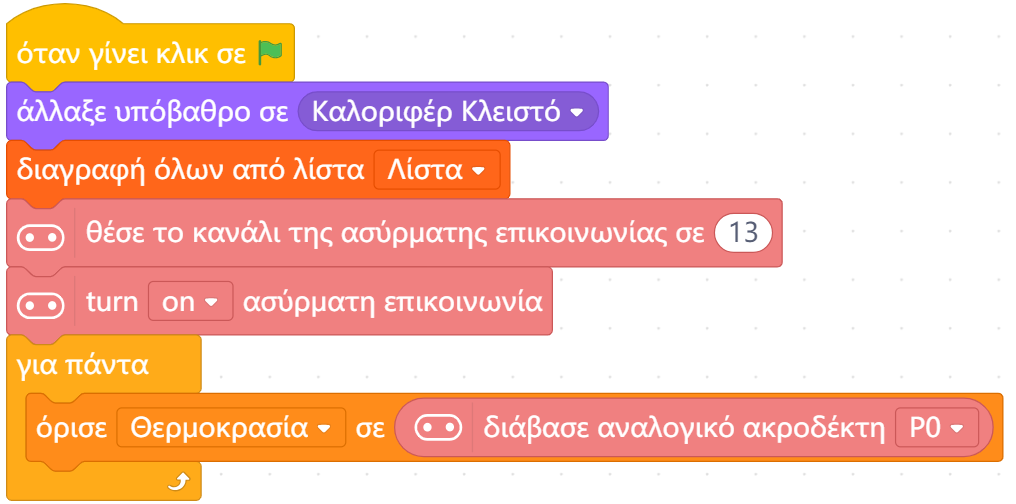 όταν γίνει κλικ σε
άλλαξε υπόβαθρο σε Καλοριφέρ Κλειστό
διαγραφή όλων από λίστα Λίστα
θέσε το κανάλι της ασύρματης επικοινωνίας σε 13
turn on ασύρματη επικοινωνία
για πάντα
όρισε Θερμοκρασία σε διάβασε αναλογικό ακροδέκτη P0